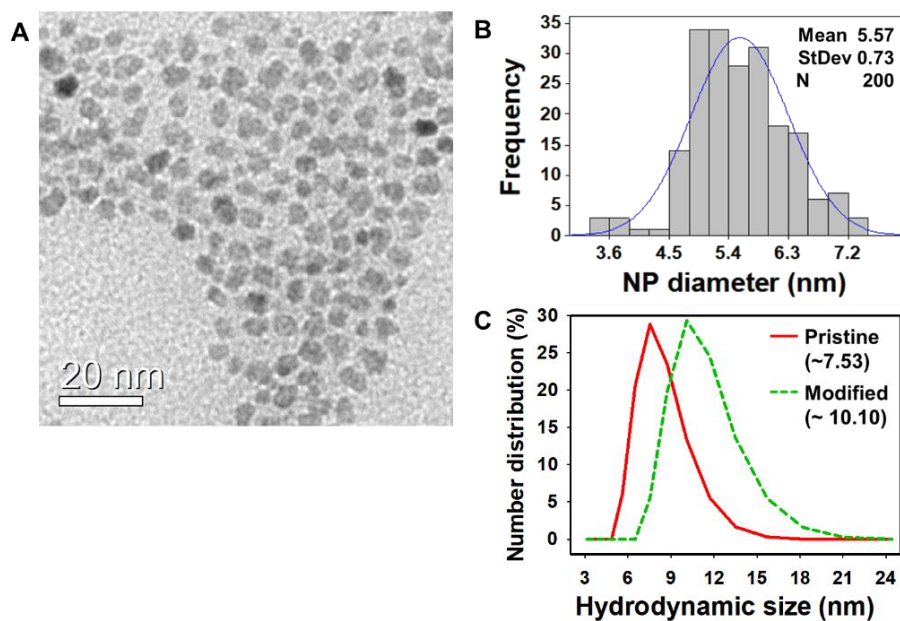 A
20 nm
B
Mean 5.57
StDev 0.73
N 200
Frequency
35
30
25
20
15
10
5
0
3.6 4.5 5.4 6.3 7.2
NP diameter (nm)
C
Number distribution (%)
30
25
20
15
10
5
0
Pristine
(~7.53)
Modified
(~ 10.10)
3 6 9 12 15 18 21 24
Hydrodynamic size (nm)